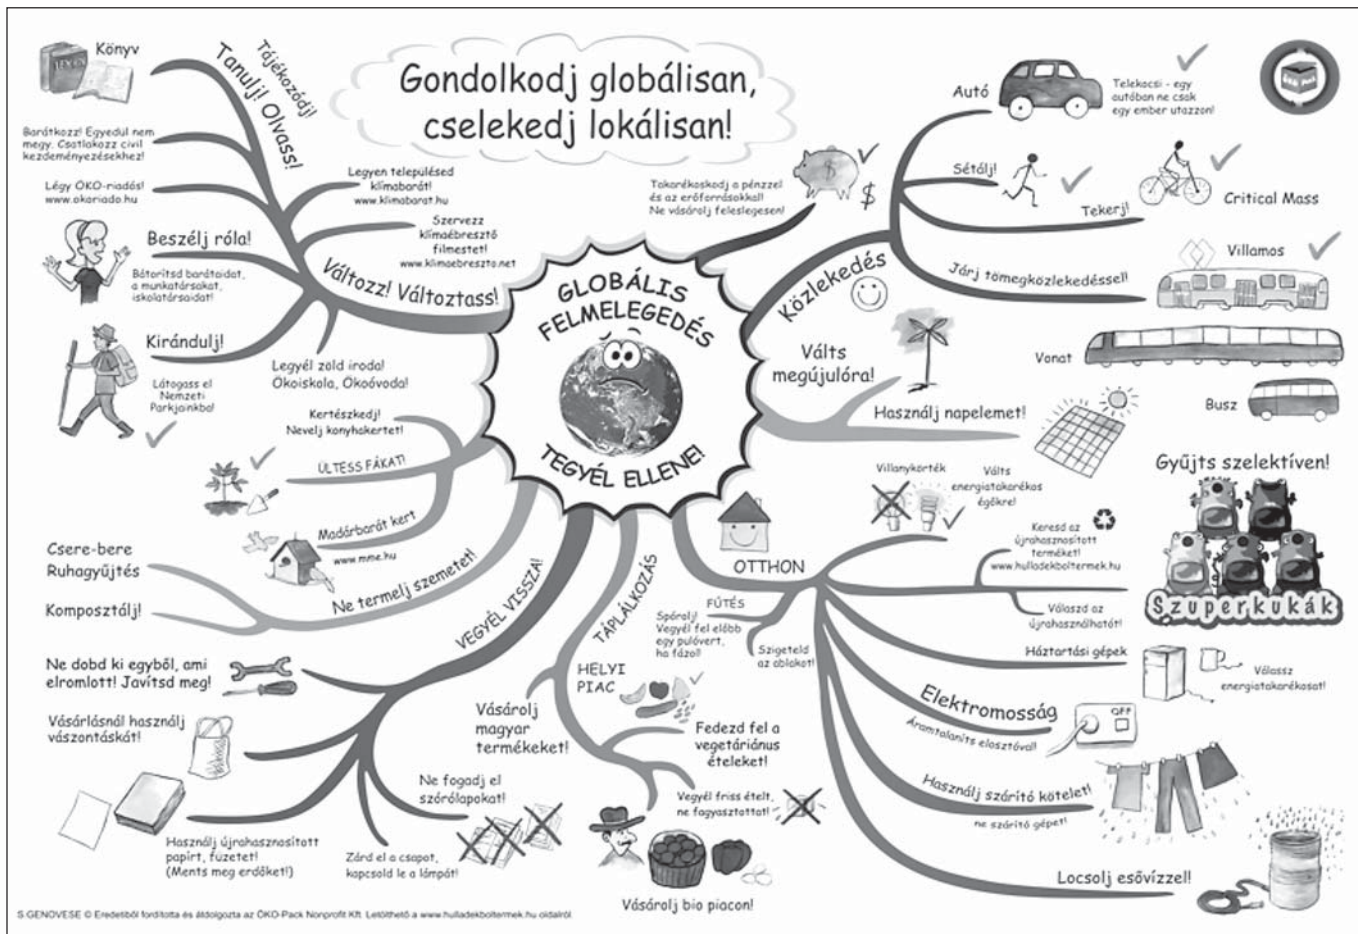 Gondolkodj globálisan,
cselekedj lokálisan!
GLOBÁLIS
FELMELEGEDÉS
TEGYÉL ELLENE!
Könyv
Tájékozódj!
Tanulj! Olvass!
Barátkozz! Egyedül nem
megy. Csatlakozz civil
kezdeményezésekhez!
Légy ÖKO-riadós!
www.okoriado.hu
Beszélj róla!
Bátorítsd barátaidat,
a munkatársakat,
iskolatársaidat!
Kirándulj!
Látogass el
Nemzeti
Parkjainkba!
Legyen településed
klímabarát!
www.klimabarat.hu
Szervezz
klímaébresztő
filmestet!
www.klimaebreszto.net
Változz! Változtass!
Legyél zöld iroda!
Ökoiskola, Ökoóvoda!
Takarékoskodj a pénzzel
és az erőforrásokkal!
Ne vásárolj feleslegesen!
$
$
Közlekedés
Autó
Telekocsi - egy
autóban ne csak
egy ember utazzon!
ÖKO Pack
Sétálj!
Tekerj!
Critical Mass
Járj tömegközlekedéssel!
Villamos
Vonat
Busz
Válts
megújulóra!
Használj napelemet!
Kertészkedj!
Nevelj konyhakertet!
ÜLTESS FÁKAT!
Madárbarát kert
www.mme.hu
Ne termelj szemetet!
Csere-bere
Ruhagyűjtés
Komposztálj!
VEGYÉL VISSZA!
Ne dobd ki egyből, ami
elromlott! Javítsd meg!
Vásárlásnál használj
vászontáskát!
Használj újrahasznosított
papírt, füzetet!
(Ments meg erdőket!)
Zárd el a csapot,
kapcsold le a lámpát!
Ne fogadj el
szórólapokat!
TÁPLÁLKOZÁS
HELYI
PIAC
Vásárolj
magyar
termékeket!
Fedezd fel a
vegetáriánus
ételeket!
Vegyél friss ételt,
ne fagyasztottat!
Vásárolj bio piacon!
OTTHON
Villanykörték
Válts
energiatakarékos
égőkre!
FŰTÉS
Spórolj!
Vegyél fel előbb
egy pulóvert,
ha fázol!
Szigeteld
az ablakot!
Gyűjts szelektíven!
Szuperkukák
Keresd az
újrahasznosított
terméket!
www.hulladekboltermek.hu
Válaszd az
újrahasználhatót!
Háztartási gépek
Válassz
energiatakarékosat!
Elektromosság
Áramtalaníts elosztóval!
OFF
Használj szárító kötelet!
ne szárító gépet!
Locsolj esővízzel!
S.GENOVESE © Eredetiből fordította és átdolgozta az ÖKO-Pack Nonprofit Kft. Letölthető a www.hulladekboltermek.hu oldalról.